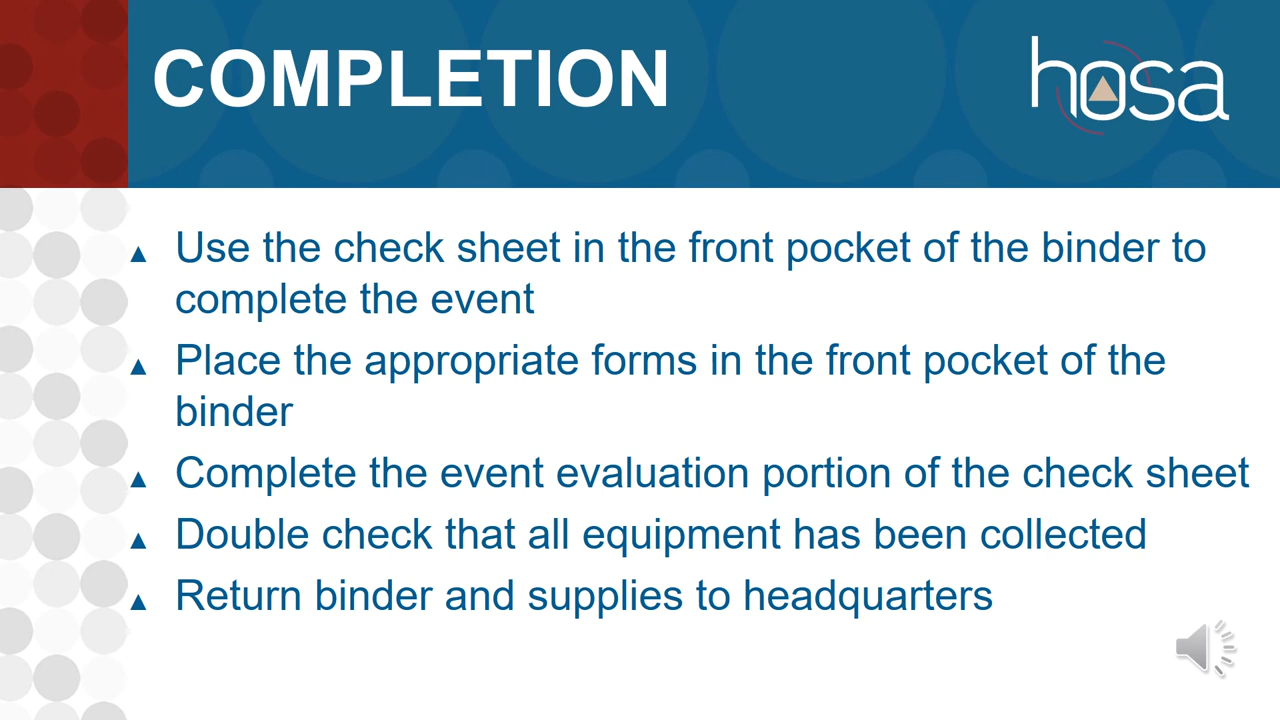 COMPLETION
hosa
▲ Use the check sheet in the front pocket of the binder to
complete the event
▲ Place the appropriate forms in the front pocket of the
binder
▲ Complete the event evaluation portion of the check sheet
▲ Double check that all equipment has been collected
▲ Return binder and supplies to headquarters